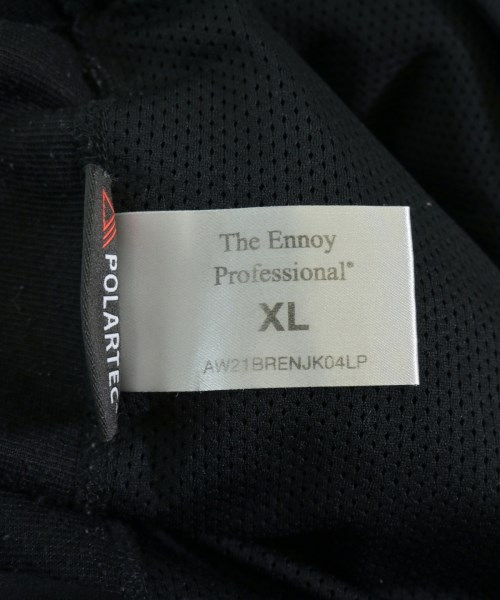 The Ennoy
Professional®
XL
AW21BRENJK04LP
POLARTEC